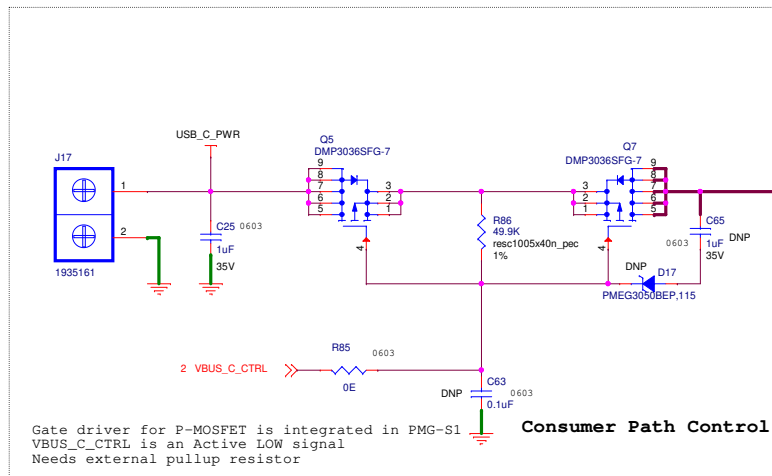 USB_C_PWR
J17
1
2
1935161
C25 0603
1uF
35V
Q5
DMP3036SFG-7
9
8
7
6
5
3
2
1
4
R86
49.9K
resc1005x40n_pec
1%
Q7
DMP3036SFG-7
3
2
1
9
8
7
6
5
4
C65
0603 1uF DNP
35V
DNP D17
PMEG3050BEP,115
2 VBUS_C_CTRL
R85 0603
0E
C63
DNP 0603
0.1uF
Gate driver for P-MOSFET is integrated in PMG-S1
VBUS_C_CTRL is an Active LOW signal
Needs external pullup resistor
Consumer Path Control